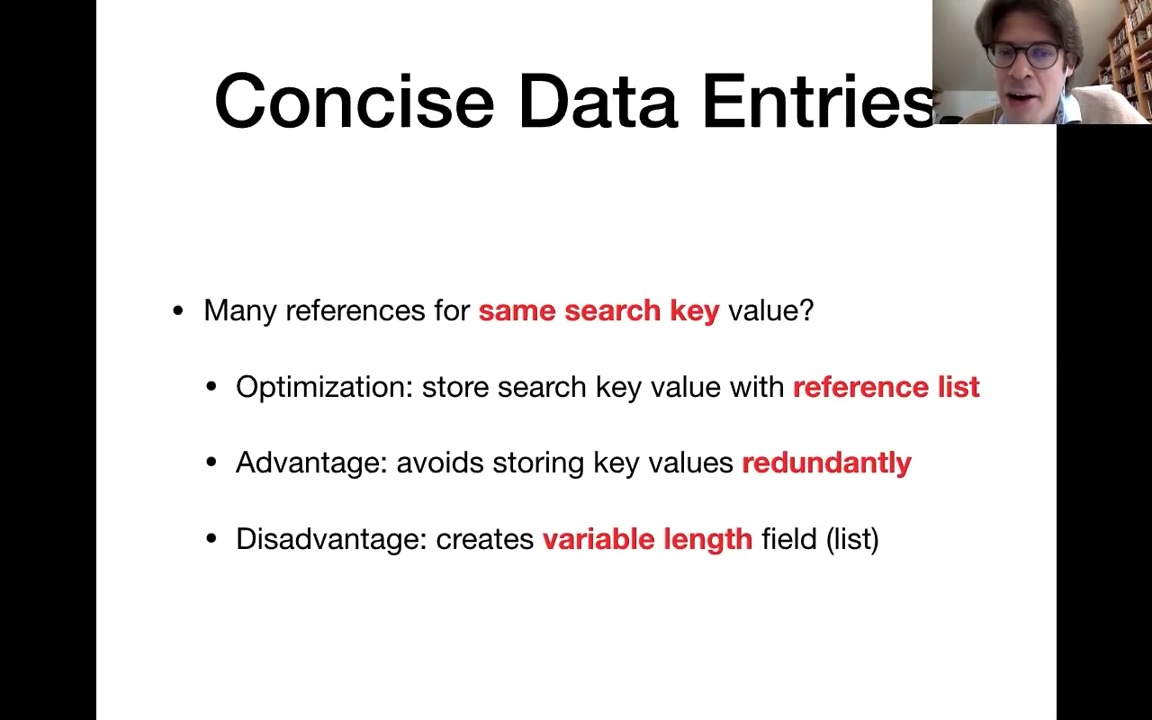 Concise Data Entries
• Many references for same search key value?
• Optimization: store search key value with reference list
• Advantage: avoids storing key values redundantly
• Disadvantage: creates variable length field (list)